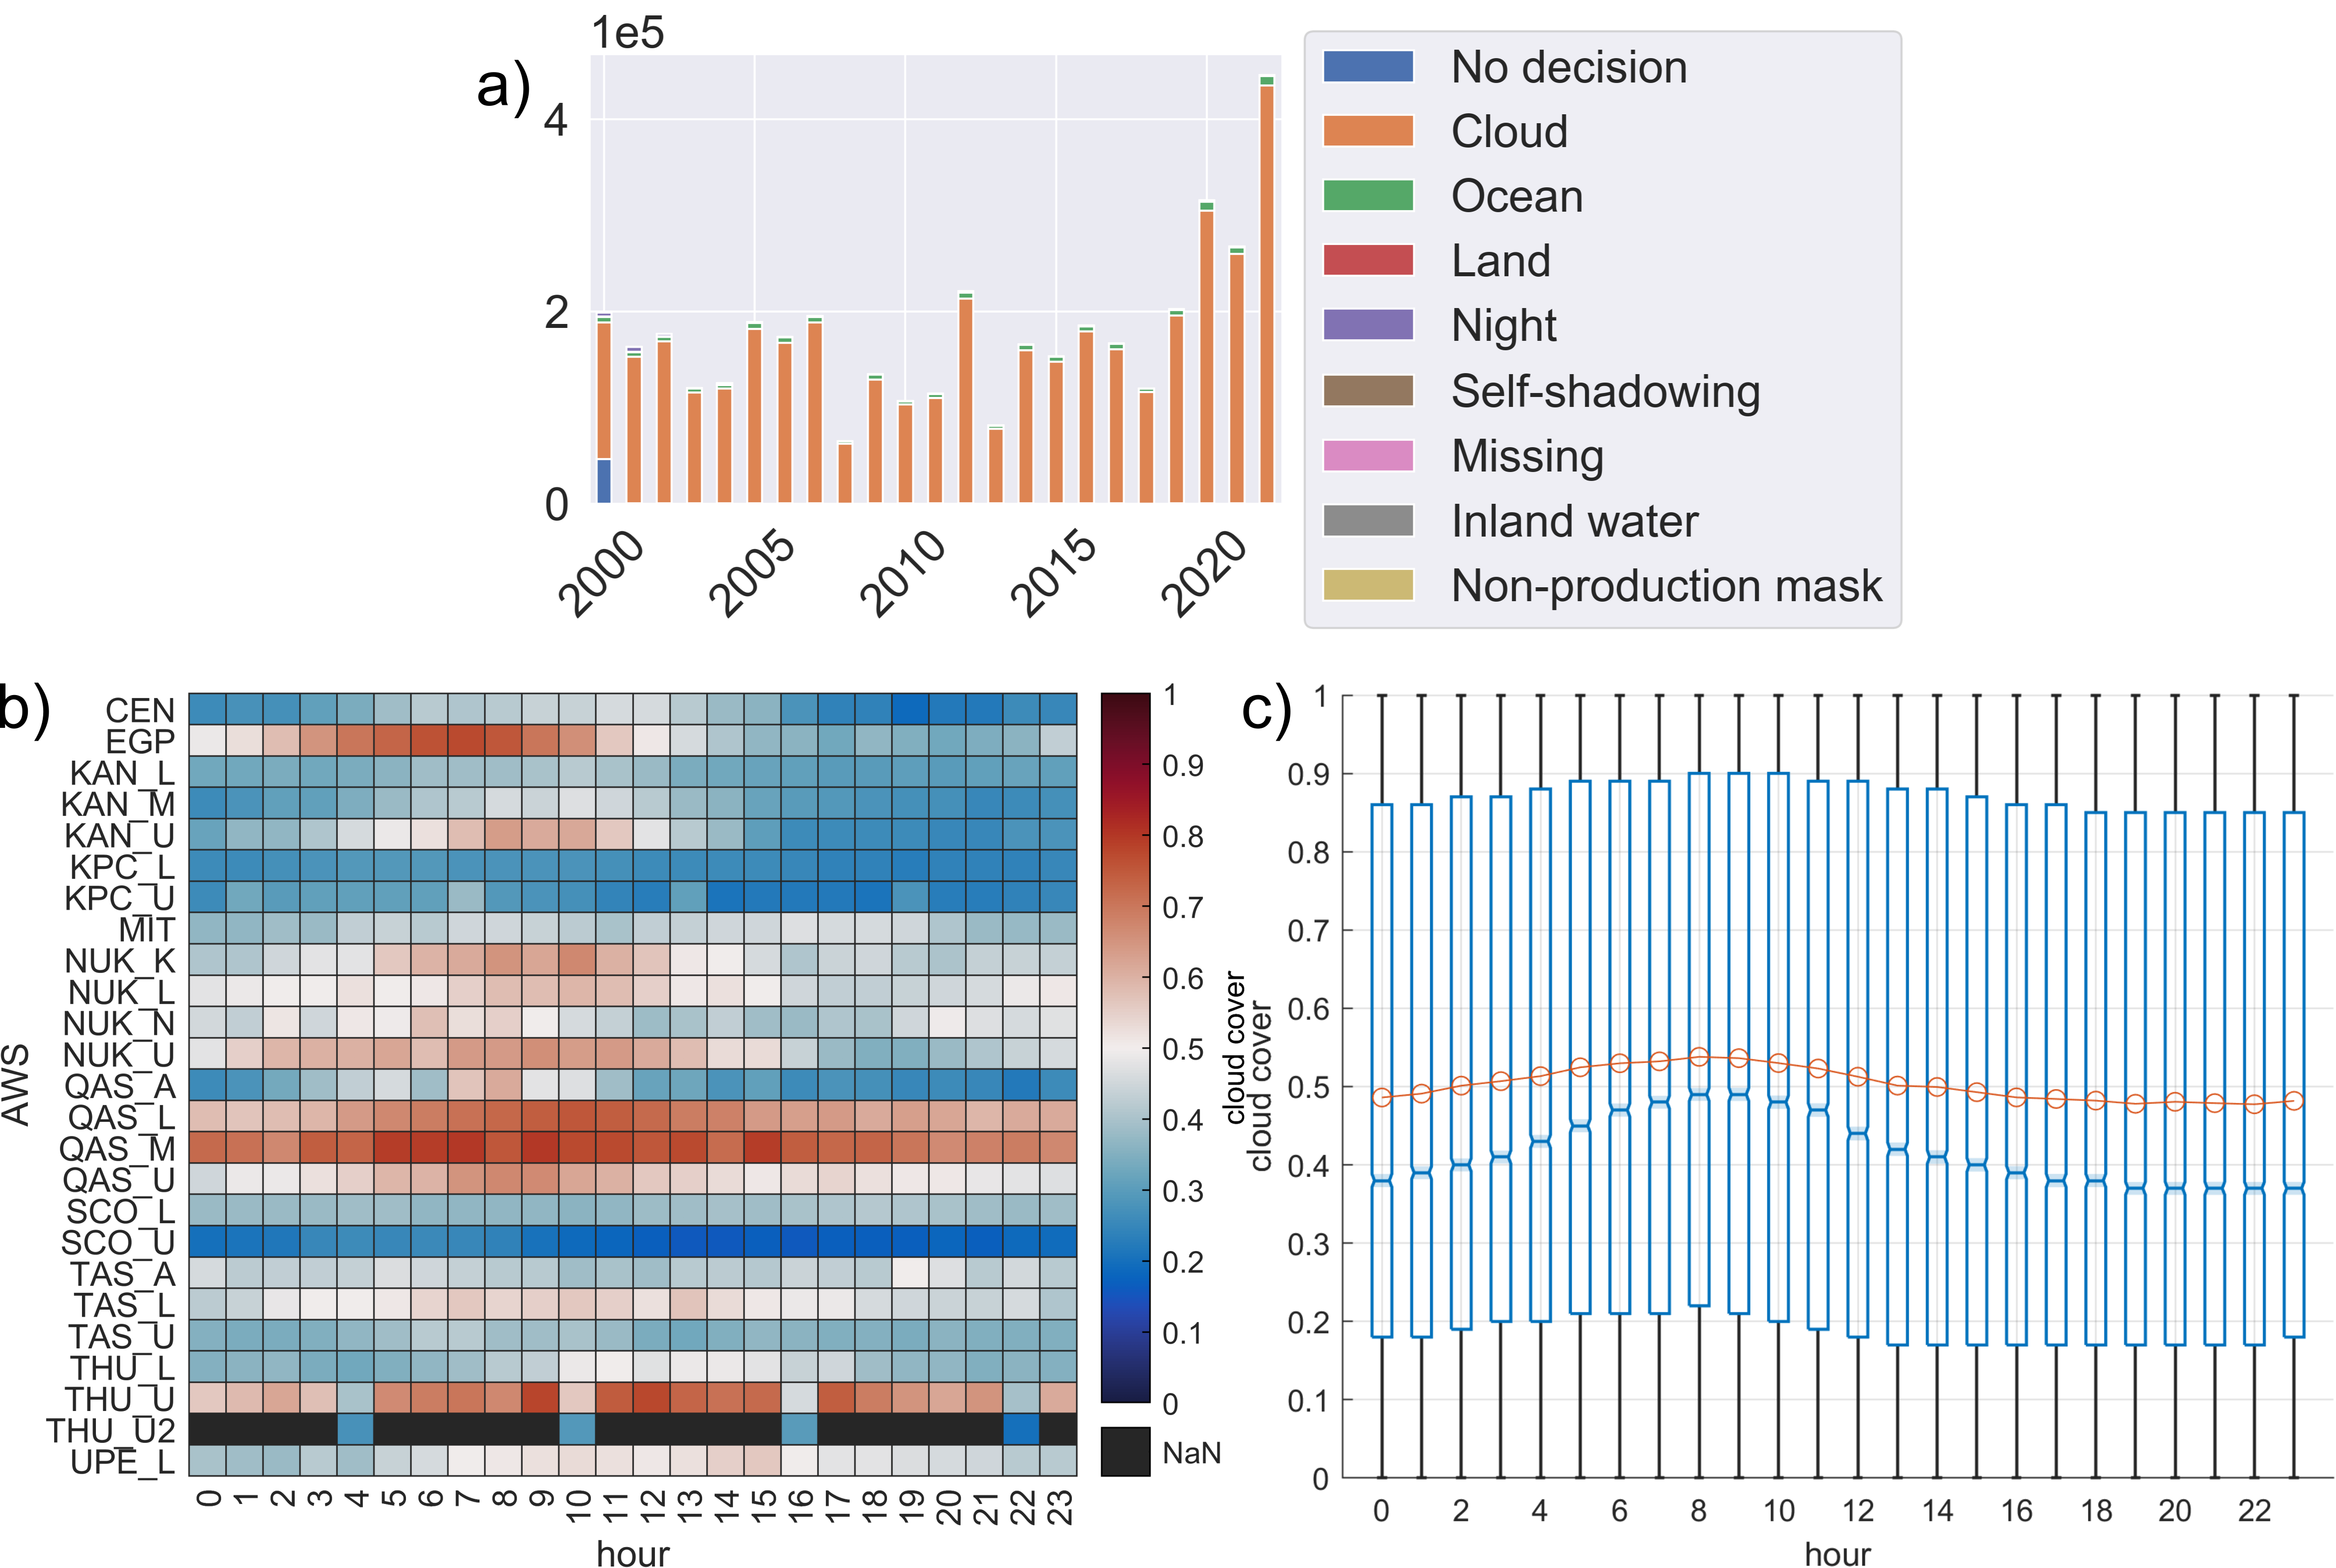 a)
1e5
4
2
0
2000
2005
2010
2015
2020
No decision
Cloud
Ocean
Land
Night
Self-shadowing
Missing
Inland water
Non-production mask
b)
AWS
CEN
EGP
KAN_L
KAN_M
KAN_U
KPC_L
KPC_U
MIT
NUK_K
NUK_L
NUK_N
NUK_U
QAS_A
QAS_L
QAS_M
QAS_U
SCO_L
SCO_U
TAS_A
TAS_L
TAS_U
THU_L
THU_U
THU_U2
UPE_L
0 1 2 3 4 5 6 7 8 9 10 11 12 13 14 15 16 17 18 19 20 21 22 23
hour
1
0.9
0.8
0.7
0.6
0.5
0.4
0.3
0.2
0.1
0
NaN
cloud cover
c)
cloud cover
1
0.9
0.8
0.7
0.6
0.5
0.4
0.3
0.2
0.1
0
0 2 4 6 8 10 12 14 16 18 20 22
hour